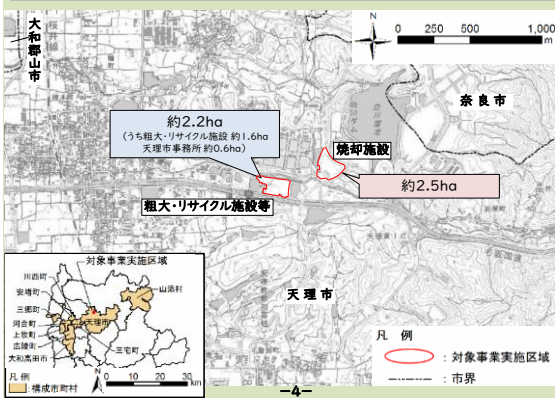 大和郡山市
N
0 250 500 1,000
m
奈良市
約2.2ha
(うち粗大・リサイクル施設 約1.6ha
天理市事務所 約0.6ha)
焼却施設
約2.5ha
粗大・リサイクル施設等
名阪国道
天理市
対象事業実施区域
川西町
山添村
安堵町
三郷町
天理市
河合町
上牧町
広陵町
三宅町
大和高田市
N
0 10 20 30
km
凡例
:構成市町村
凡 例
:対象事業実施区域
:市界
-4-